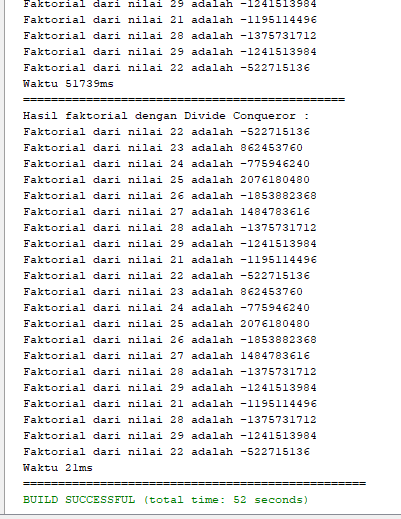 Faktorial dari nilai 29 adalah -1241513984
Faktorial dari nilai 21 adalah -1195114496
Faktorial dari nilai 28 adalah -1375731712
Faktorial dari nilai 29 adalah -1241513984
Faktorial dari nilai 22 adalah -522715136
Waktu 51739ms
==============================================
Hasil faktorial dengan Divide Conqueror :
Faktorial dari nilai 22 adalah -522715136
Faktorial dari nilai 23 adalah 862453760
Faktorial dari nilai 24 adalah -775946240
Faktorial dari nilai 25 adalah 2076180480
Faktorial dari nilai 26 adalah -1853882368
Faktorial dari nilai 27 adalah 1484783616
Faktorial dari nilai 28 adalah -1375731712
Faktorial dari nilai 29 adalah -1241513984
Faktorial dari nilai 21 adalah -1195114496
Faktorial dari nilai 22 adalah -522715136
Faktorial dari nilai 23 adalah 862453760
Faktorial dari nilai 24 adalah -775946240
Faktorial dari nilai 25 adalah 2076180480
Faktorial dari nilai 26 adalah -1853882368
Faktorial dari nilai 27 adalah 1484783616
Faktorial dari nilai 28 adalah -1375731712
Faktorial dari nilai 29 adalah -1241513984
Faktorial dari nilai 21 adalah -1195114496
Faktorial dari nilai 28 adalah -1375731712
Faktorial dari nilai 29 adalah -1241513984
Faktorial dari nilai 22 adalah -522715136
Waktu 21ms
=================================================
BUILD SUCCESSFUL (total time: 52 seconds)